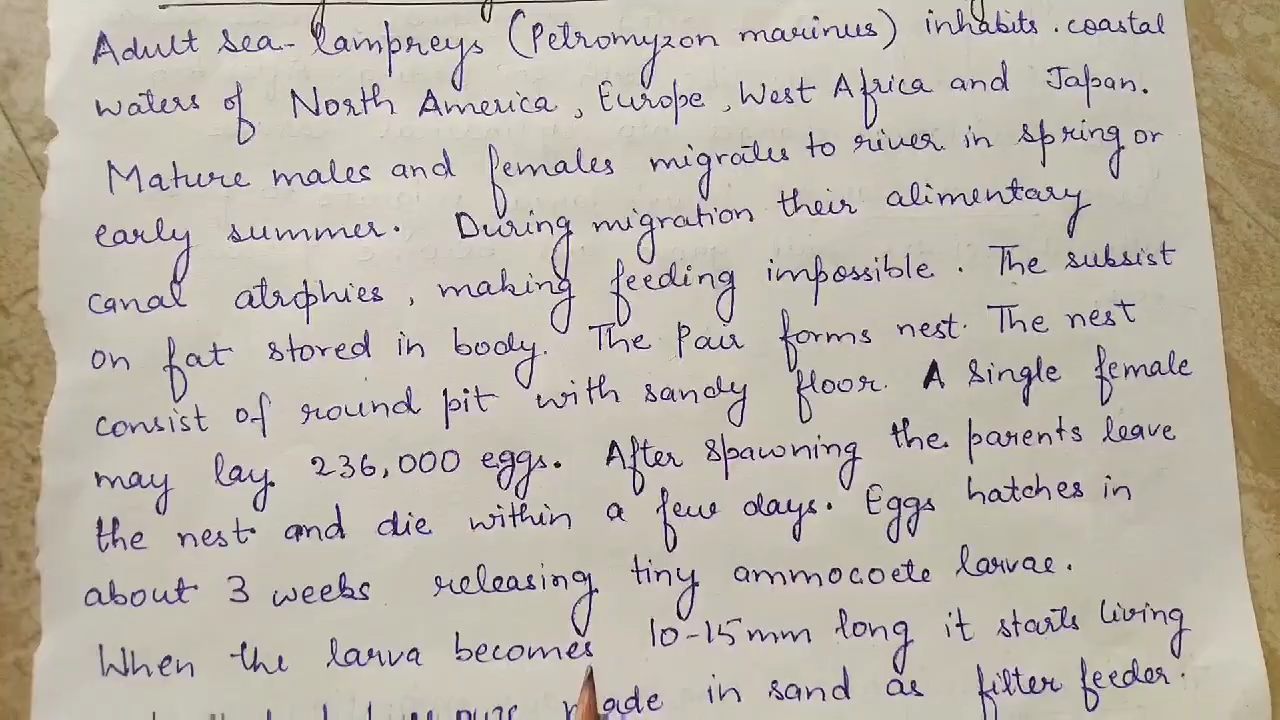 Adult sea-lampreys (Petromyzon marinus) inhabits coastal
waters of North America, Europe, West Africa and Japan.
Mature males and females migrates to river in spring or
early summer. During migration their alimentary
canal atrophies, making feeding impossible. The subsist
on fat stored in body. The Pair forms nest. The nest
consist of round pit with sandy floor. A single female
may lay 236,000 eggs. After spawning the parents leave
the nest and die within a few days. Eggs hatches in
about 3 weeks releasing tiny ammocoete larvae.
When the larva becomes 10-15mm long it starts living
made in sand as filter feeder.